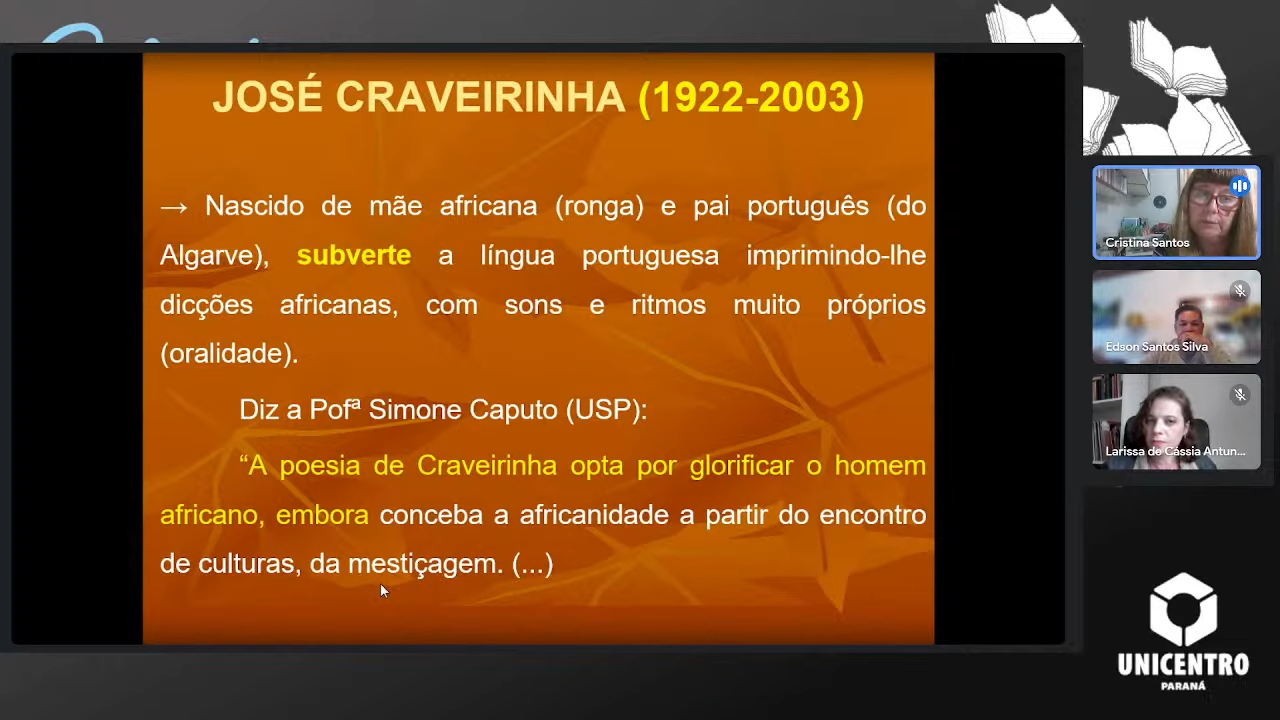 JOSÉ CRAVEIRINHA (1922-2003)
→ Nascido de mãe africana (ronga) e pai português (do
Algarve), subverte a língua portuguesa imprimindo-lhe
dicções africanas, com sons e ritmos muito próprios
(oralidade).
Diz a Pofª Simone Caputo (USP):
“A poesia de Craveirinha opta por glorificar o homem
africano, embora conceba a africanidade a partir do encontro
de culturas, da mestiçagem. (...)
Cristina Santos
Edson Santos Silva
Larissa de Cássia Antun...
UNICENTRO
PARANÁ